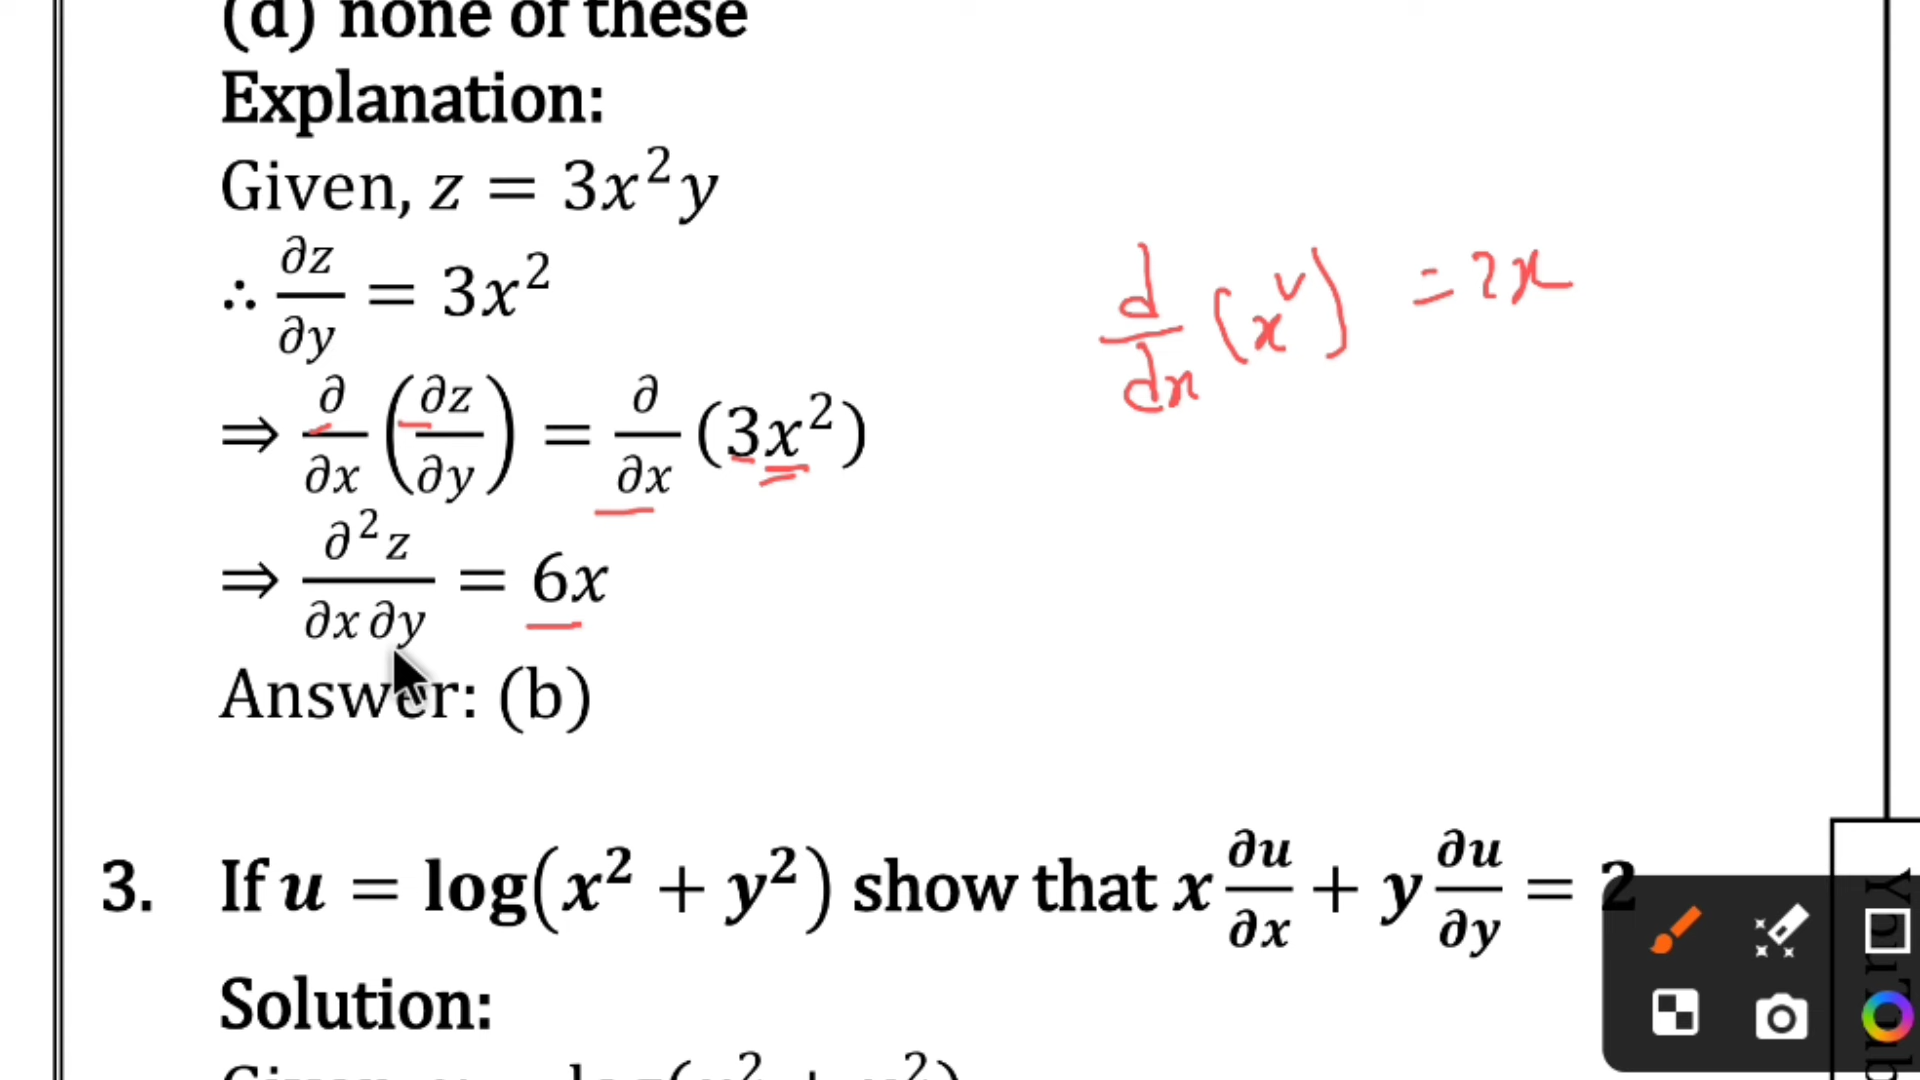 (d) none of these
Explanation:
Given, z = 3x²y
∴ ∂z/∂y = 3x²
⇒ ∂/∂x (∂z/∂y) = ∂/∂x (3x²)
d/dx (x²) = 2x
⇒ ∂²z/∂x ∂y = 6x
Answer: (b)
3. If u = log(x² + y²) show that x ∂u/∂x + y ∂u/∂y = 2
Solution: